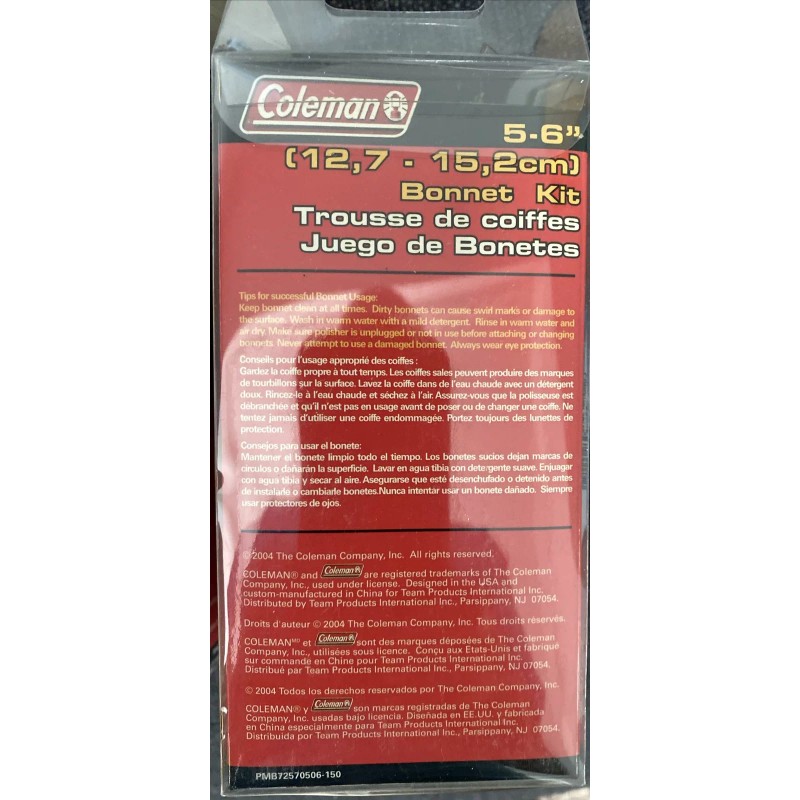 Coleman
5-6"
(12,7 - 15,2cm)
Bonnet Kit
Trousse de coiffes
Juego de Bonetes
Tips for successful Bonnet Usage:
Keep bonnet clean at all times. Dirty bonnets can cause swirl marks or damage to
the surface. Wash in warm water with a mild detergent. Rinse in warm water and
air dry. Make sure polisher is unplugged or not in use before attaching or changing
bonnets. Never attempt to use a damaged bonnet. Always wear eye protection.
Conseils pour l'usage approprié des coiffes :
Gardez la coiffe propre à tout temps. Les coiffes sales peuvent produire des marques
de tourbillons sur la surface. Lavez la coiffe dans de l'eau chaude avec un détergent
doux. Rincez-le à l'eau chaude et séchez à l'air. Assurez-vous que la polisseuse est
débranchée et qu'il n'est pas en usage avant de poser ou de changer une coiffe. Ne
tentez jamais d'utiliser une coiffe endommagée. Portez toujours des lunettes de
protection.
Consejos para usar el bonete:
Mantener el bonete limpio todo el tiempo. Los bonetes sucios dejan marcas de
circulos o dañarán la superficie. Lavar en agua tibia con detergente suave. Enjuagar
con agua tibia y secar al aire. Asegurarse que esté desenchufado o detenido antes
de instalarle o cambiarle bonetes.Nunca intentar usar un bonete dañado. Siempre
usar protectores de ojos.
© 2004 The Coleman Company, Inc. All rights reserved.
COLEMAN® and Coleman are registered trademarks of The Coleman
Company, Inc., used under license. Designed in the USA and
custom-manufactured in China for Team Products International Inc.
Distributed by Team Products International Inc., Parsippany, NJ 07054.
Droits d'auteur © 2004 The Coleman Company, Inc. Tous droits réservés.
COLEMAN MD et Coleman sont des marques déposées de The Coleman
Company, Inc., utilisées sous licence. Conçu aux Etats-Unis et fabriqué
sur commande en Chine pour Team Products International Inc.
Distribué par Team Products International Inc., Parsippany, NJ 07054.
© 2004 Todos los derechos reservados por The Coleman Company, Inc.
COLEMAN® y Coleman son marcas registradas de The Coleman
Company, Inc. usadas bajo licencia. Diseñada en EE.UU. y fabricada
en China especialmente para Team Products International Inc.
Distribuida por Team Products International Inc., Parsippany, NJ 07054.
PMB72570506-150